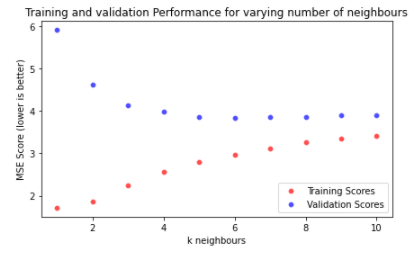 Training and validation Performance for varying number of neighbours
6
5
4
3
2
MSE Score (lower is better)
Training Scores
Validation Scores
2 4 6 8 10
k neighbours